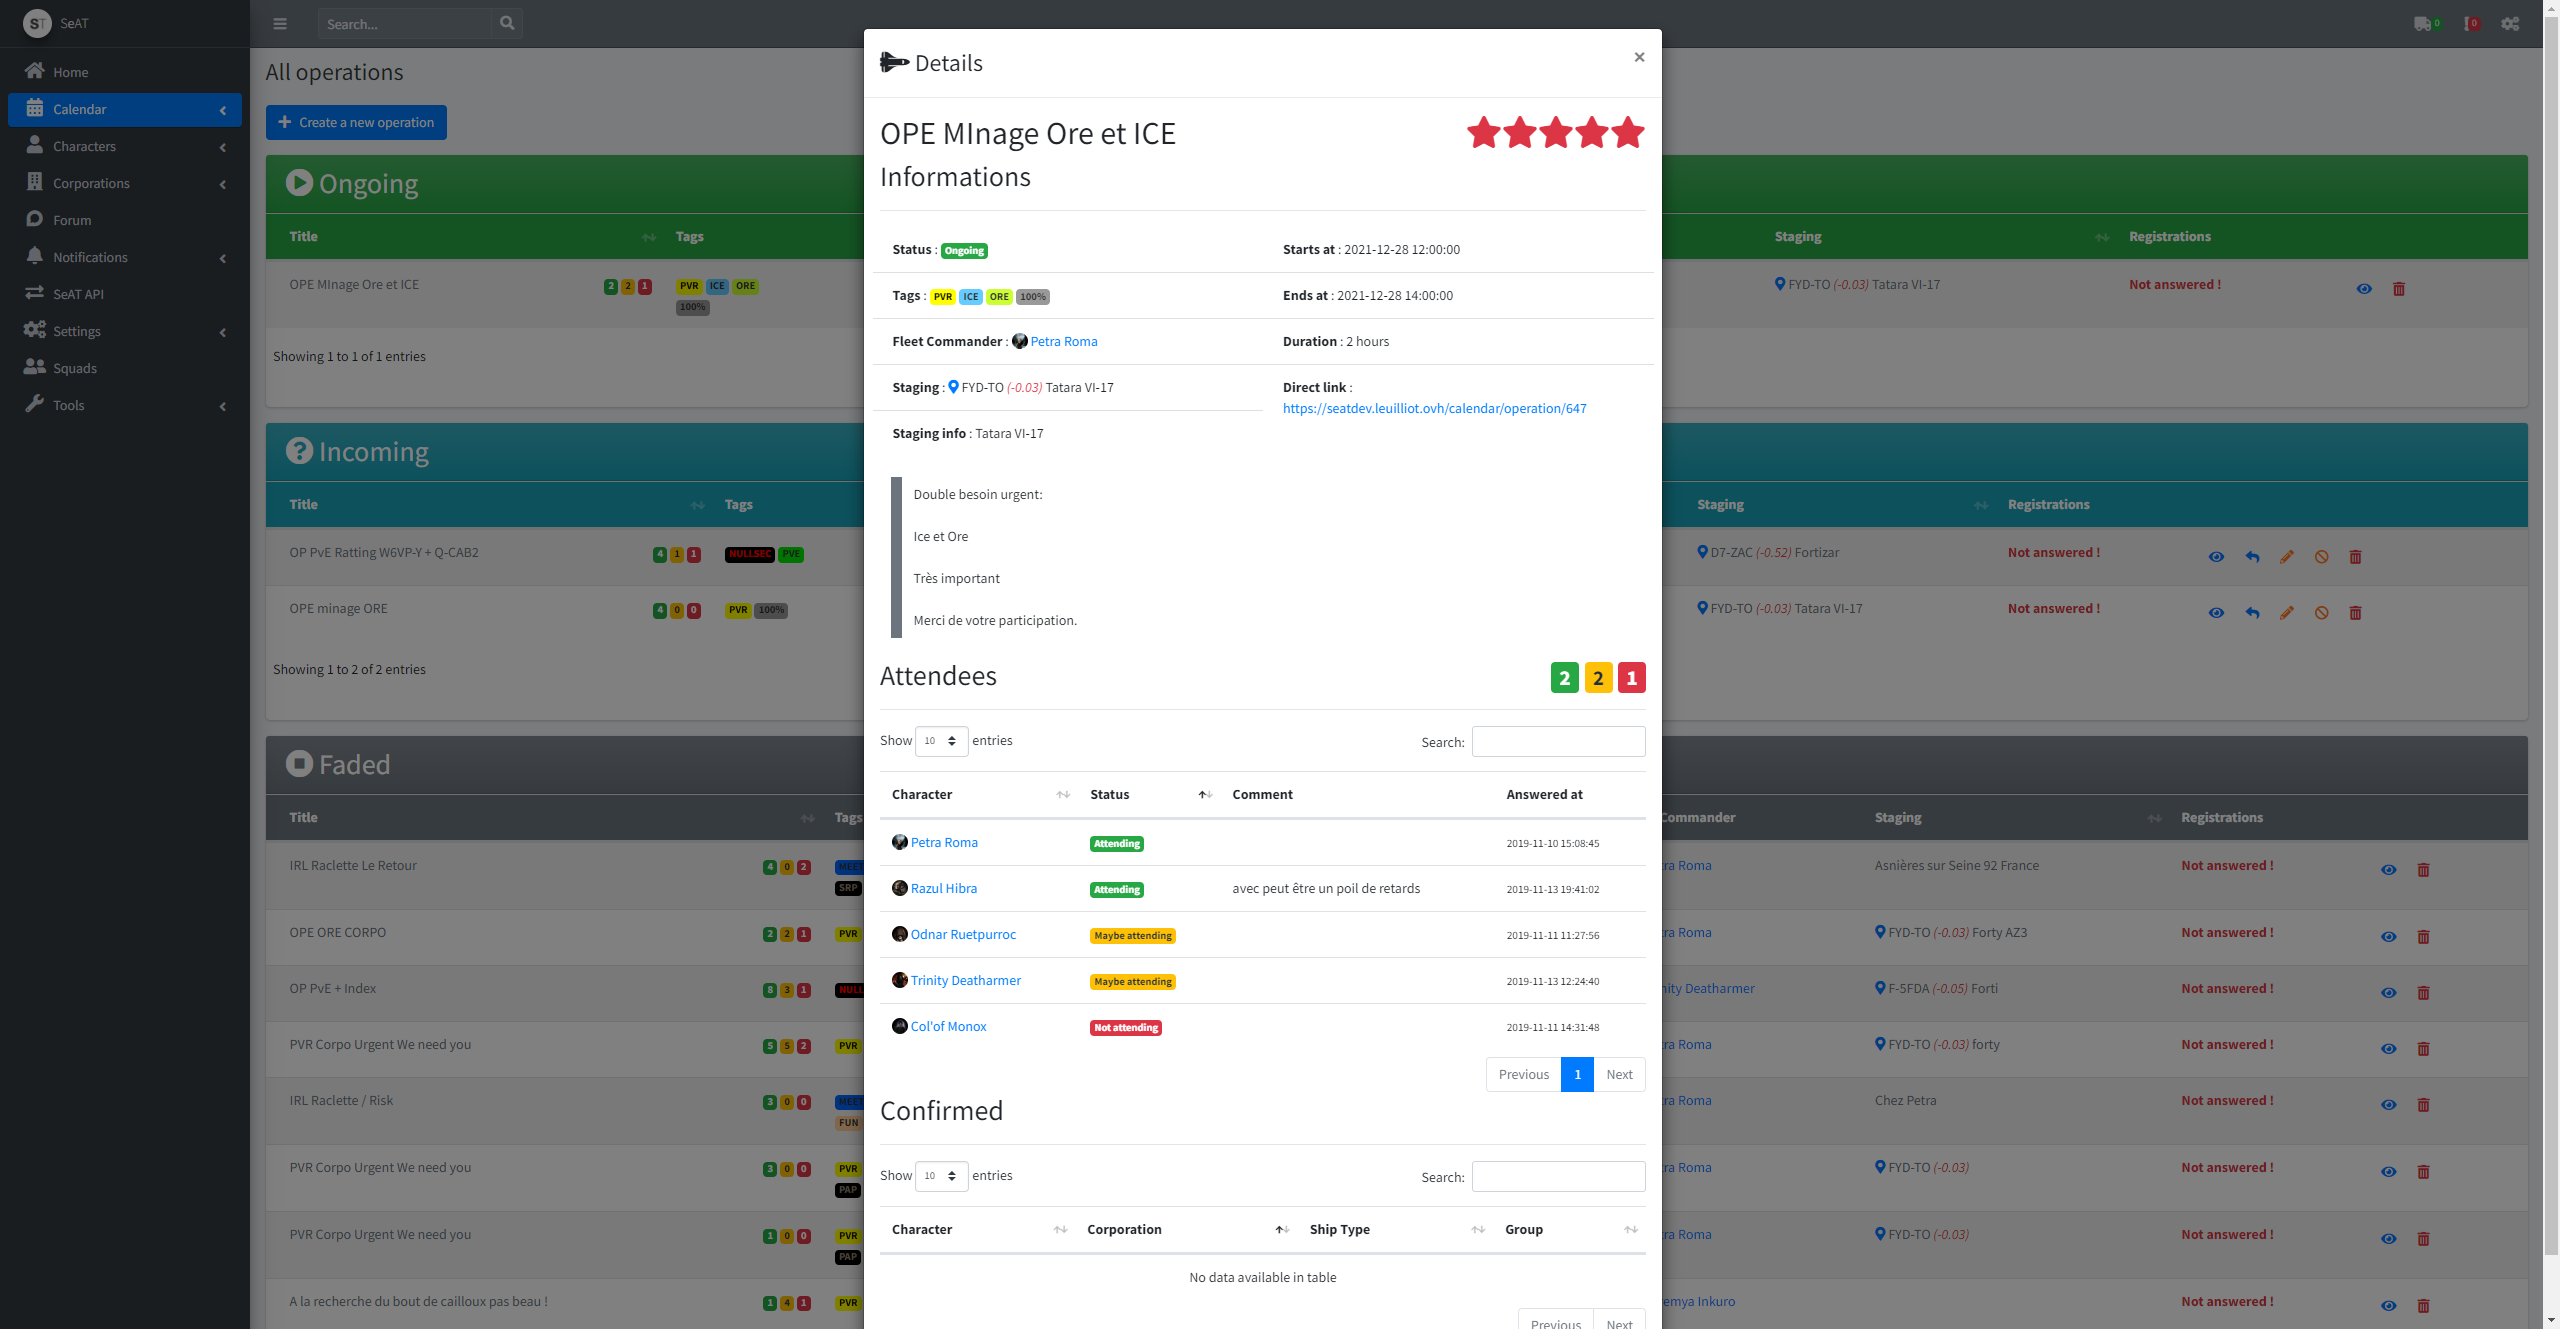 ST SeAT
Search...
0 0
Home
Calendar
Characters
Corporations
Forum
Notifications
SeAT API
Settings
Squads
Tools
All operations
Create a new operation
Ongoing
Title Tags Staging Registrations
OPE MInage Ore et ICE 2 2 1 PVR ICE ORE 100% FYD-TO (-0.03) Tatara VI-17 Not answered !
Showing 1 to 1 of 1 entries
Incoming
Title Tags Staging Registrations
OP PvE Ratting W6VP-Y + Q-CAB2 4 1 1 NULLSEC PVE D7-ZAC (-0.52) Fortizar Not answered !
OPE minage ORE 4 0 0 PVR 100% FYD-TO (-0.03) Tatara VI-17 Not answered !
Showing 1 to 2 of 2 entries
Faded
Title Tags Commander Staging Registrations
IRL Raclette Le Retour 4 0 2 MEET SRP ra Roma Asnières sur Seine 92 France Not answered !
OPE ORE CORPO 2 2 1 PVR ra Roma FYD-TO (-0.03) Forty AZ3 Not answered !
OP PvE + Index 8 3 1 NULL nity Deatharmer F-5FDA (-0.05) Forti Not answered !
PVR Corpo Urgent We need you 5 5 2 PVR ra Roma FYD-TO (-0.03) forty Not answered !
IRL Raclette / Risk 3 0 0 MEET FUN ra Roma Chez Petra Not answered !
PVR Corpo Urgent We need you 3 0 0 PVR PAP ra Roma FYD-TO (-0.03) Not answered !
PVR Corpo Urgent We need you 1 0 0 PVR PAP ra Roma FYD-TO (-0.03) Not answered !
A la recherche du bout de cailloux pas beau ! 1 4 1 PVR emya Inkuro Not answered !
Details ×
OPE MInage Ore et ICE
Informations
Status : Ongoing Starts at : 2021-12-28 12:00:00
Tags : PVR ICE ORE 100% Ends at : 2021-12-28 14:00:00
Fleet Commander : Petra Roma Duration : 2 hours
Staging : FYD-TO (-0.03) Tatara VI-17 Direct link :
https://seatdev.leuilliot.ovh/calendar/operation/647
Staging info : Tatara VI-17
Double besoin urgent:
Ice et Ore
Très important
Merci de votre participation.
Attendees 2 2 1
Show 10 entries Search:
Character Status Comment Answered at
Petra Roma Attending 2019-11-10 15:08:45
Razul Hibra Attending avec peut être un poil de retards 2019-11-13 19:41:02
Odnar Ruetpurroc Maybe attending 2019-11-11 11:27:56
Trinity Deatharmer Maybe attending 2019-11-13 12:24:40
Col'of Monox Not attending 2019-11-11 14:31:48
Previous 1 Next
Confirmed
Show 10 entries Search:
Character Corporation Ship Type Group
No data available in table
Previous Next